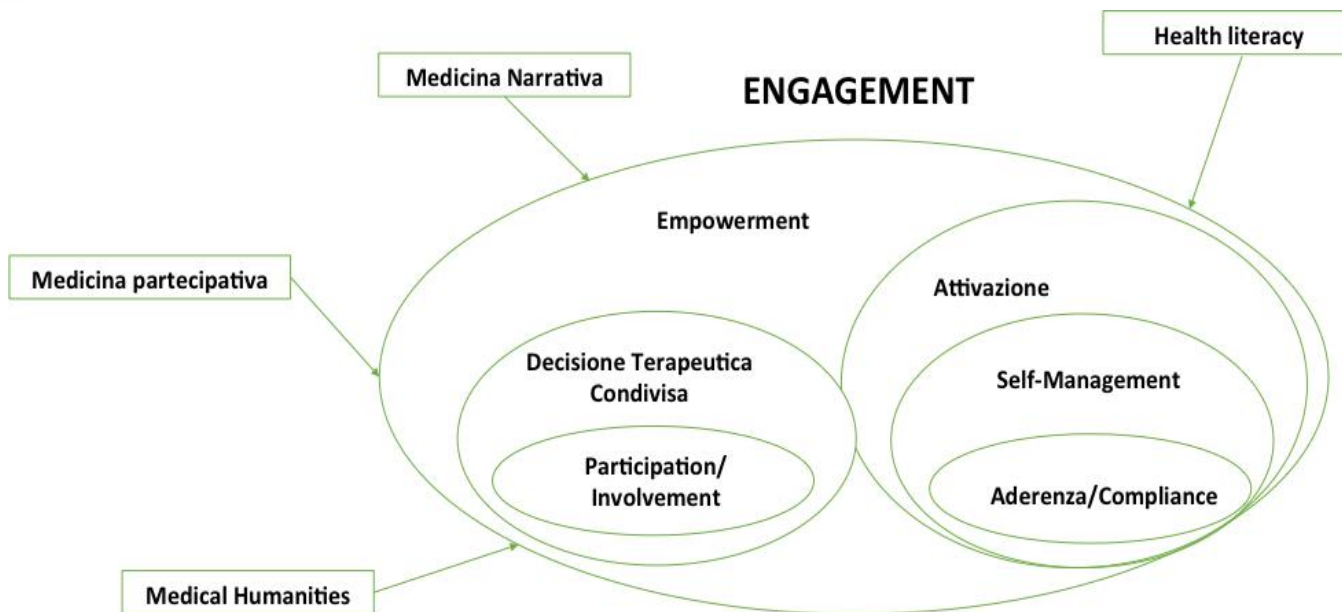 Health literacy
Medicina Narrativa
ENGAGEMENT
Empowerment
Medicina partecipativa
Attivazione
Decisione Terapeutica
Condivisa
Self-Management
Participation/
Involvement
Aderenza/Compliance
Medical Humanities